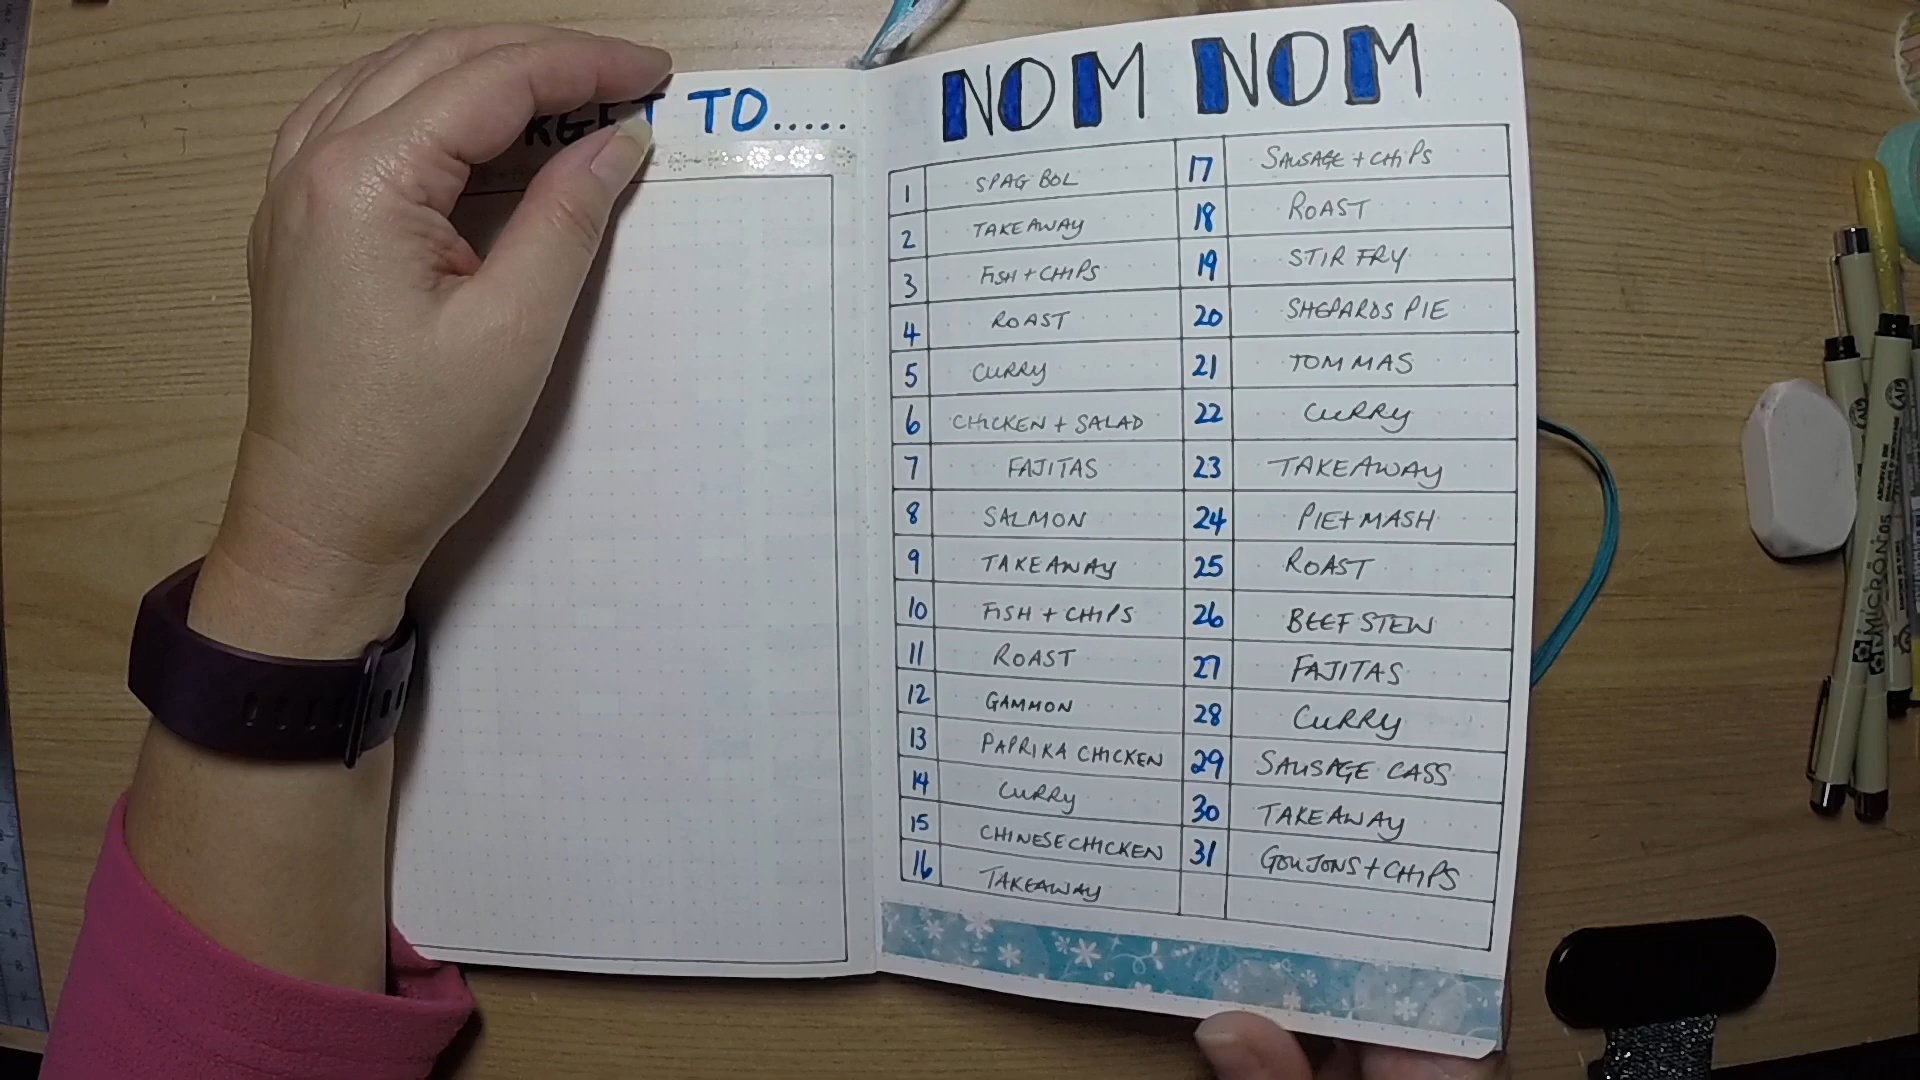 TO.....
NOM NOM
1 SPAG BOL
2 TAKEAWAY
3 FISH + CHIPS
4 ROAST
5 CURRY
6 CHICKEN + SALAD
7 FAJITAS
8 SALMON
9 TAKEAWAY
10 FISH + CHIPS
11 ROAST
12 GAMMON
13 PAPRIKA CHICKEN
14 CURRY
15 CHINESE CHICKEN
16 TAKEAWAY
17 SAUSAGE + CHIPS
18 ROAST
19 STIR FRY
20 SHEPARDS PIE
21 TOM MAS
22 CURRY
23 TAKEAWAY
24 PIE + MASH
25 ROAST
26 BEEF STEW
27 FAJITAS
28 CURRY
29 SAUSAGE CASS
30 TAKEAWAY
31 GOUJONS + CHIPS
MICRON 05